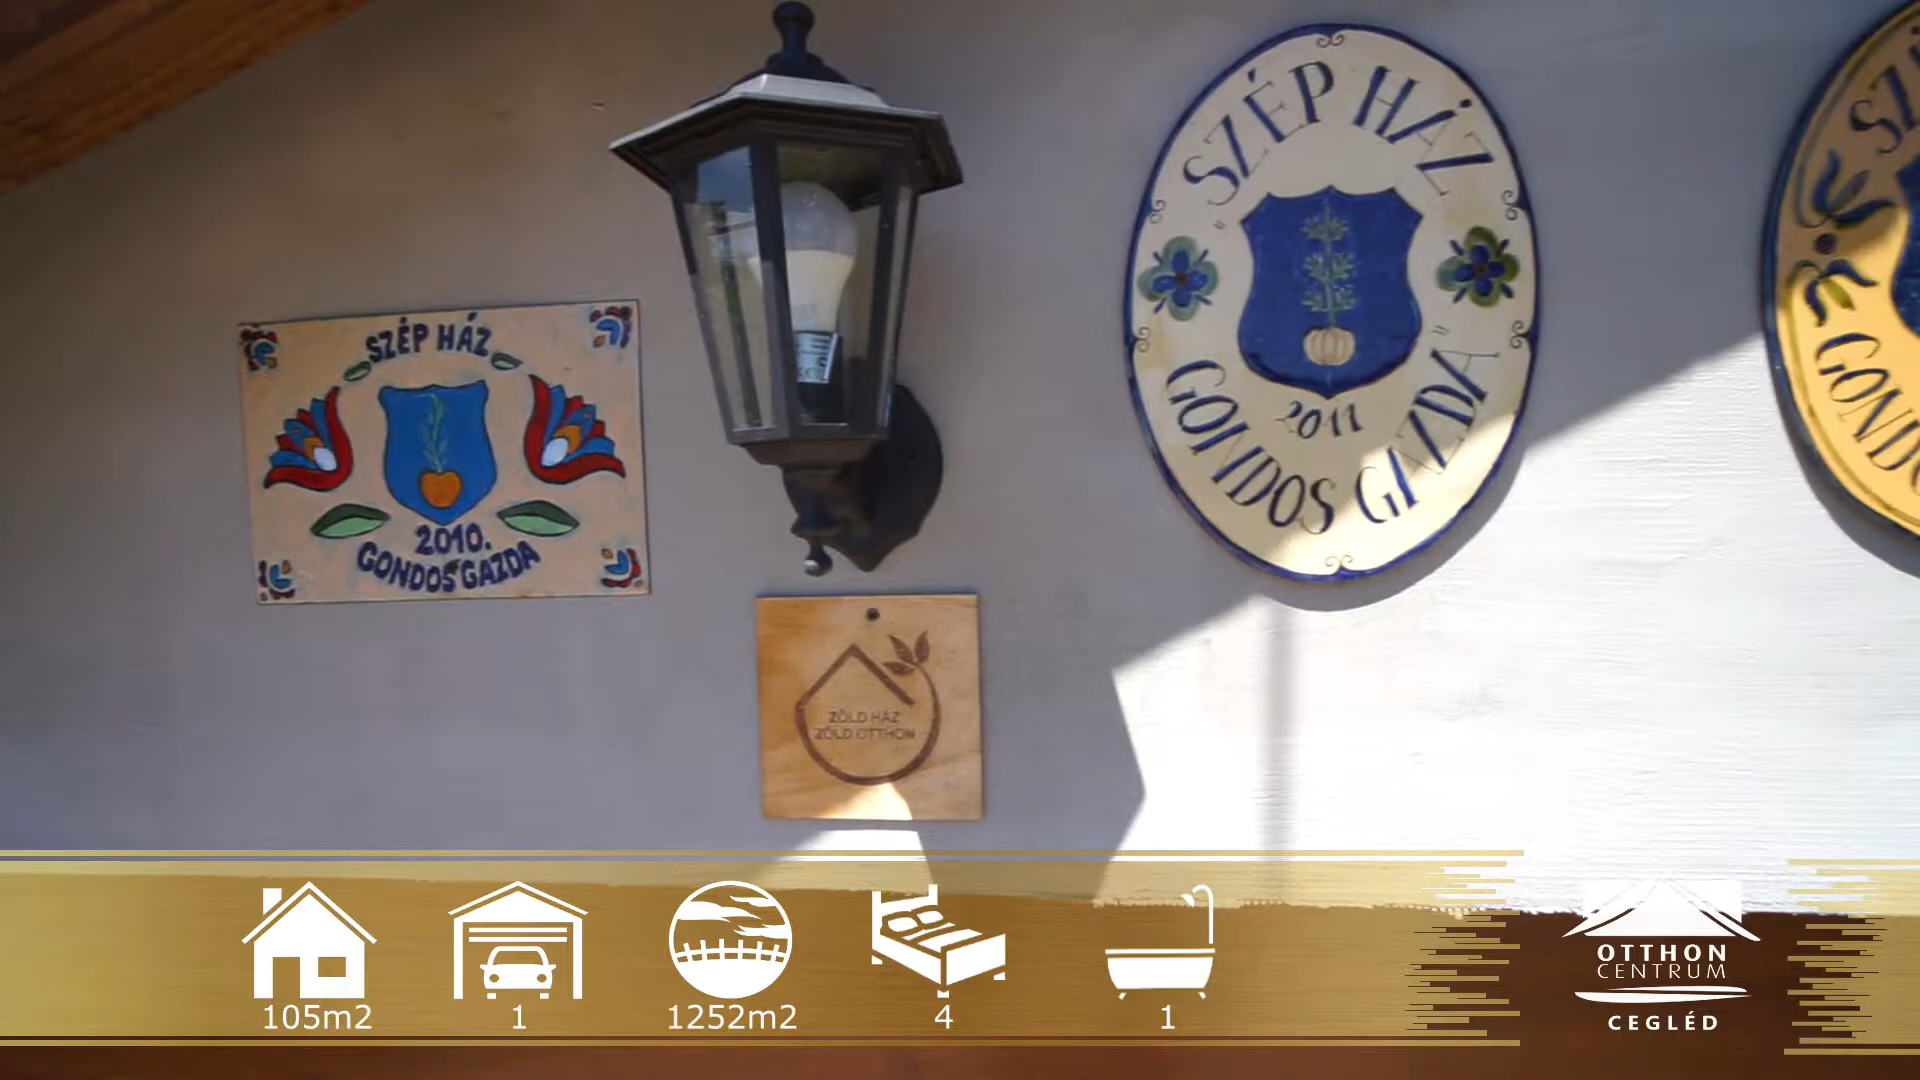 SZÉP HÁZ
2010.
GONDOS GAZDA
ZÖLD HÁZ
ZÖLD OTTHON
"SZÉP HÁZ
2011
GONDOS GAZDA"
105m2
1
1252m2
4
1
OTTHON
CENTRUM
CEGLÉD